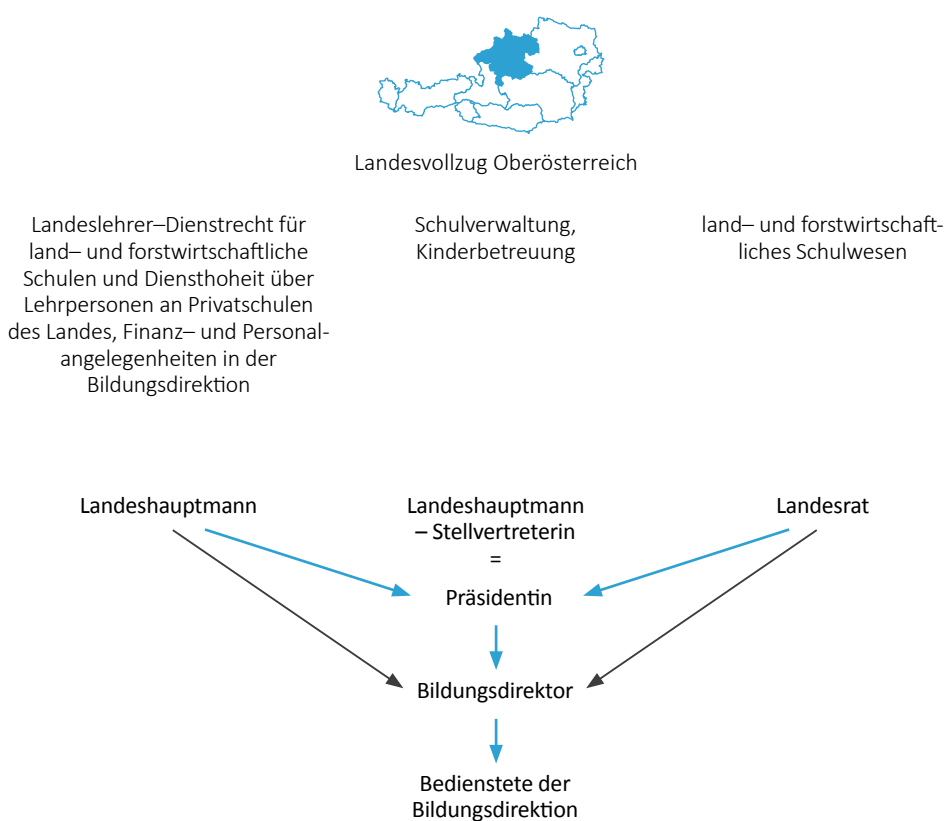 Landesvollzug Oberösterreich
Landeslehrer–Dienstrecht für
land– und forstwirtschaftliche
Schulen und Diensthoheit über
Lehrpersonen an Privatschulen
des Landes, Finanz– und Personal-
angelegenheiten in der
Bildungsdirektion
Schulverwaltung,
Kinderbetreuung
land– und forstwirtschaft-
liches Schulwesen
Landeshauptmann
Landeshauptmann
– Stellvertreterin
=
Präsidentin
Landesrat
Bildungsdirektor
Bedienstete der
Bildungsdirektion